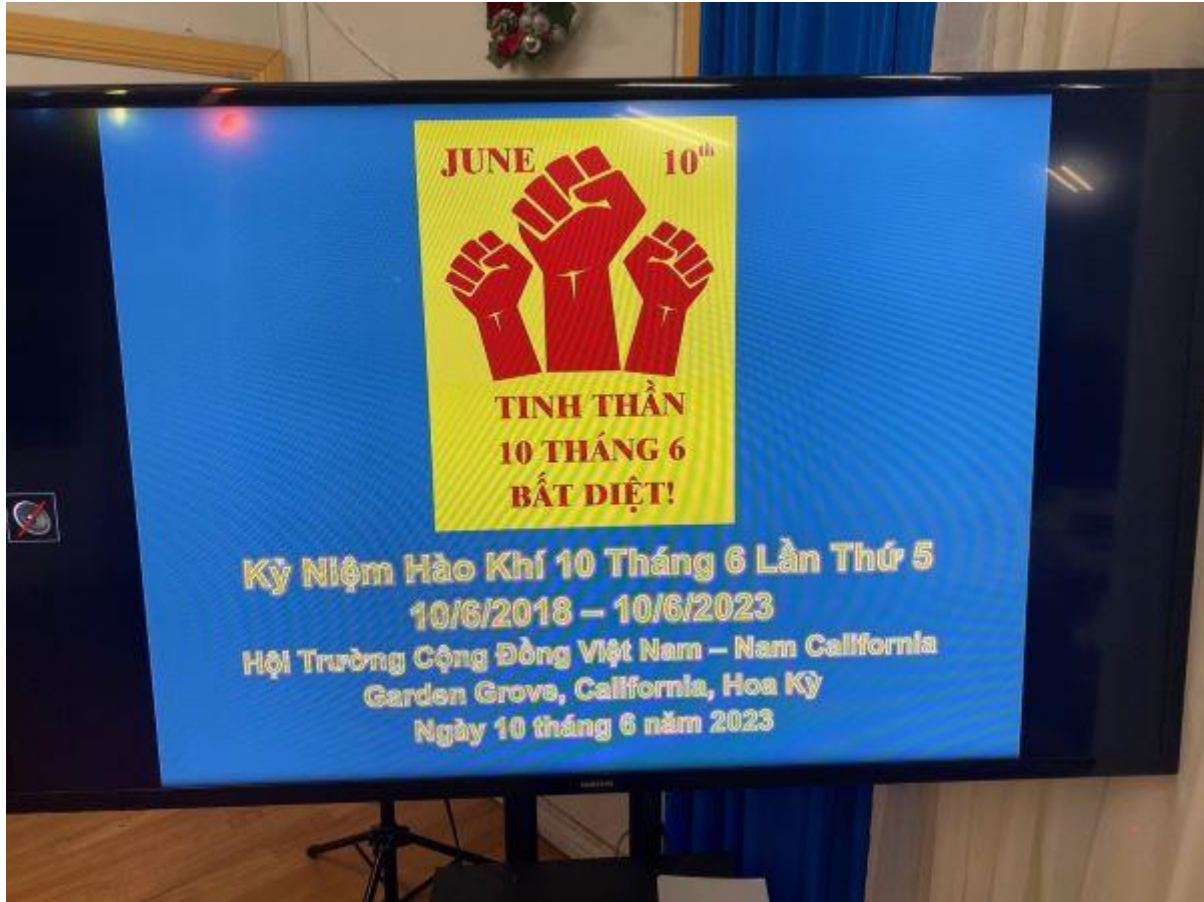 JUNE 10th
TINH THẦN
10 THÁNG 6
BẤT DIỆT!
Kỷ Niệm Hào Khí 10 Tháng 6 Lần Thứ 5
10/6/2018 – 10/6/2023
Hội Trường Cộng Đồng Việt Nam – Nam California
Garden Grove, California, Hoa Kỳ
Ngày 10 tháng 6 năm 2023
SAMSUNG